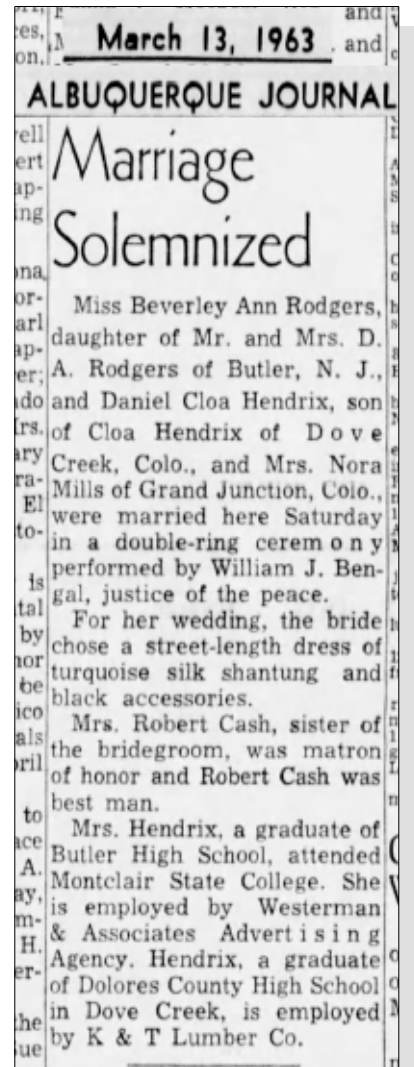 March 13, 1963
ALBUQUERQUE JOURNAL
Marriage
Solemnized
Miss Beverley Ann Rodgers,
daughter of Mr. and Mrs. D.
A. Rodgers of Butler, N. J.,
and Daniel Cloa Hendrix, son
of Cloa Hendrix of Dove
Creek, Colo., and Mrs. Nora
Mills of Grand Junction, Colo.,
were married here Saturday
in a double-ring ceremony
performed by William J. Ben-
gal, justice of the peace.
For her wedding, the bride
chose a street-length dress of
turquoise silk shantung and
black accessories.
Mrs. Robert Cash, sister of
the bridegroom, was matron
of honor and Robert Cash was
best man.
Mrs. Hendrix, a graduate of
Butler High School, attended
Montclair State College. She
is employed by Westerman
& Associates Advertising
Agency. Hendrix, a graduate
of Dolores County High School
in Dove Creek, is employed
by K & T Lumber Co.